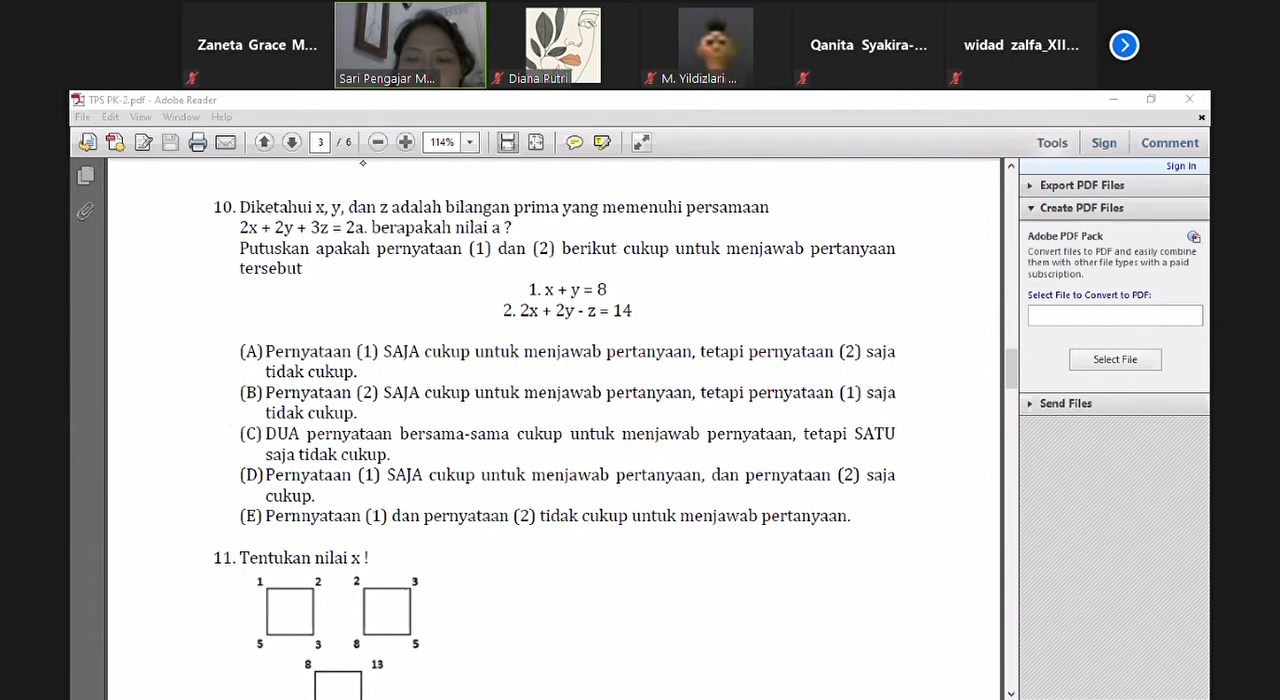 Zaneta Grace M...
Sari Pengajar M...
Diana Putri
M. Yildizlari ...
Qanita Syakira-...
widad zalfa_XII...
TPS PK-2.pdf - Adobe Reader
File Edit View Window Help
3 / 6 114% Tools Sign Comment
Sign In
Export PDF Files
Create PDF Files
Adobe PDF Pack
Convert files to PDF and easily combine
them with other file types with a paid
subscription.
Select File to Convert to PDF:
Select File
Send Files
10. Diketahui x, y, dan z adalah bilangan prima yang memenuhi persamaan
2x + 2y + 3z = 2a. berapakah nilai a ?
Putuskan apakah pernyataan (1) dan (2) berikut cukup untuk menjawab pertanyaan
tersebut
1. x + y = 8
2. 2x + 2y - z = 14
(A) Pernyataan (1) SAJA cukup untuk menjawab pertanyaan, tetapi pernyataan (2) saja
tidak cukup.
(B) Pernyataan (2) SAJA cukup untuk menjawab pertanyaan, tetapi pernyataan (1) saja
tidak cukup.
(C) DUA pernyataan bersama-sama cukup untuk menjawab pernyataan, tetapi SATU
saja tidak cukup.
(D) Pernyataan (1) SAJA cukup untuk menjawab pertanyaan, dan pernyataan (2) saja
cukup.
(E) Pernnyataan (1) dan pernyataan (2) tidak cukup untuk menjawab pertanyaan.
11. Tentukan nilai x !
1 2 2 3
5 3 8 5
8 13